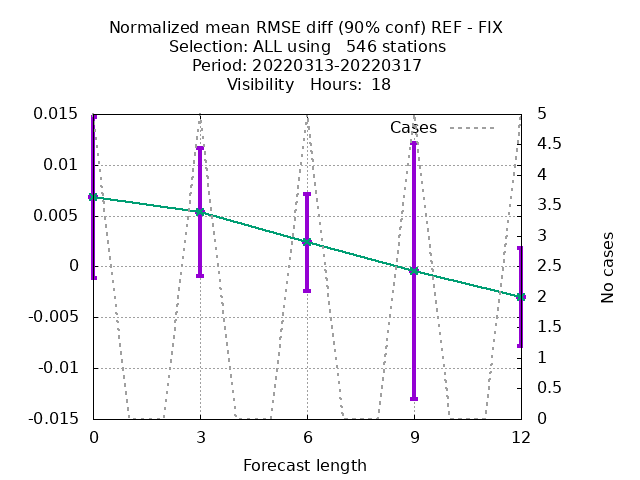 Normalized mean RMSE diff (90% conf) REF - FIX
Selection: ALL using   546 stations
Period: 20220313-20220317
Visibility   Hours:  18
Cases
0.015
0.01
0.005
0
-0.005
-0.01
-0.015
5
4.5
4
3.5
3
2.5
2
1.5
1
0.5
0
No cases
0 3 6 9 12
Forecast length